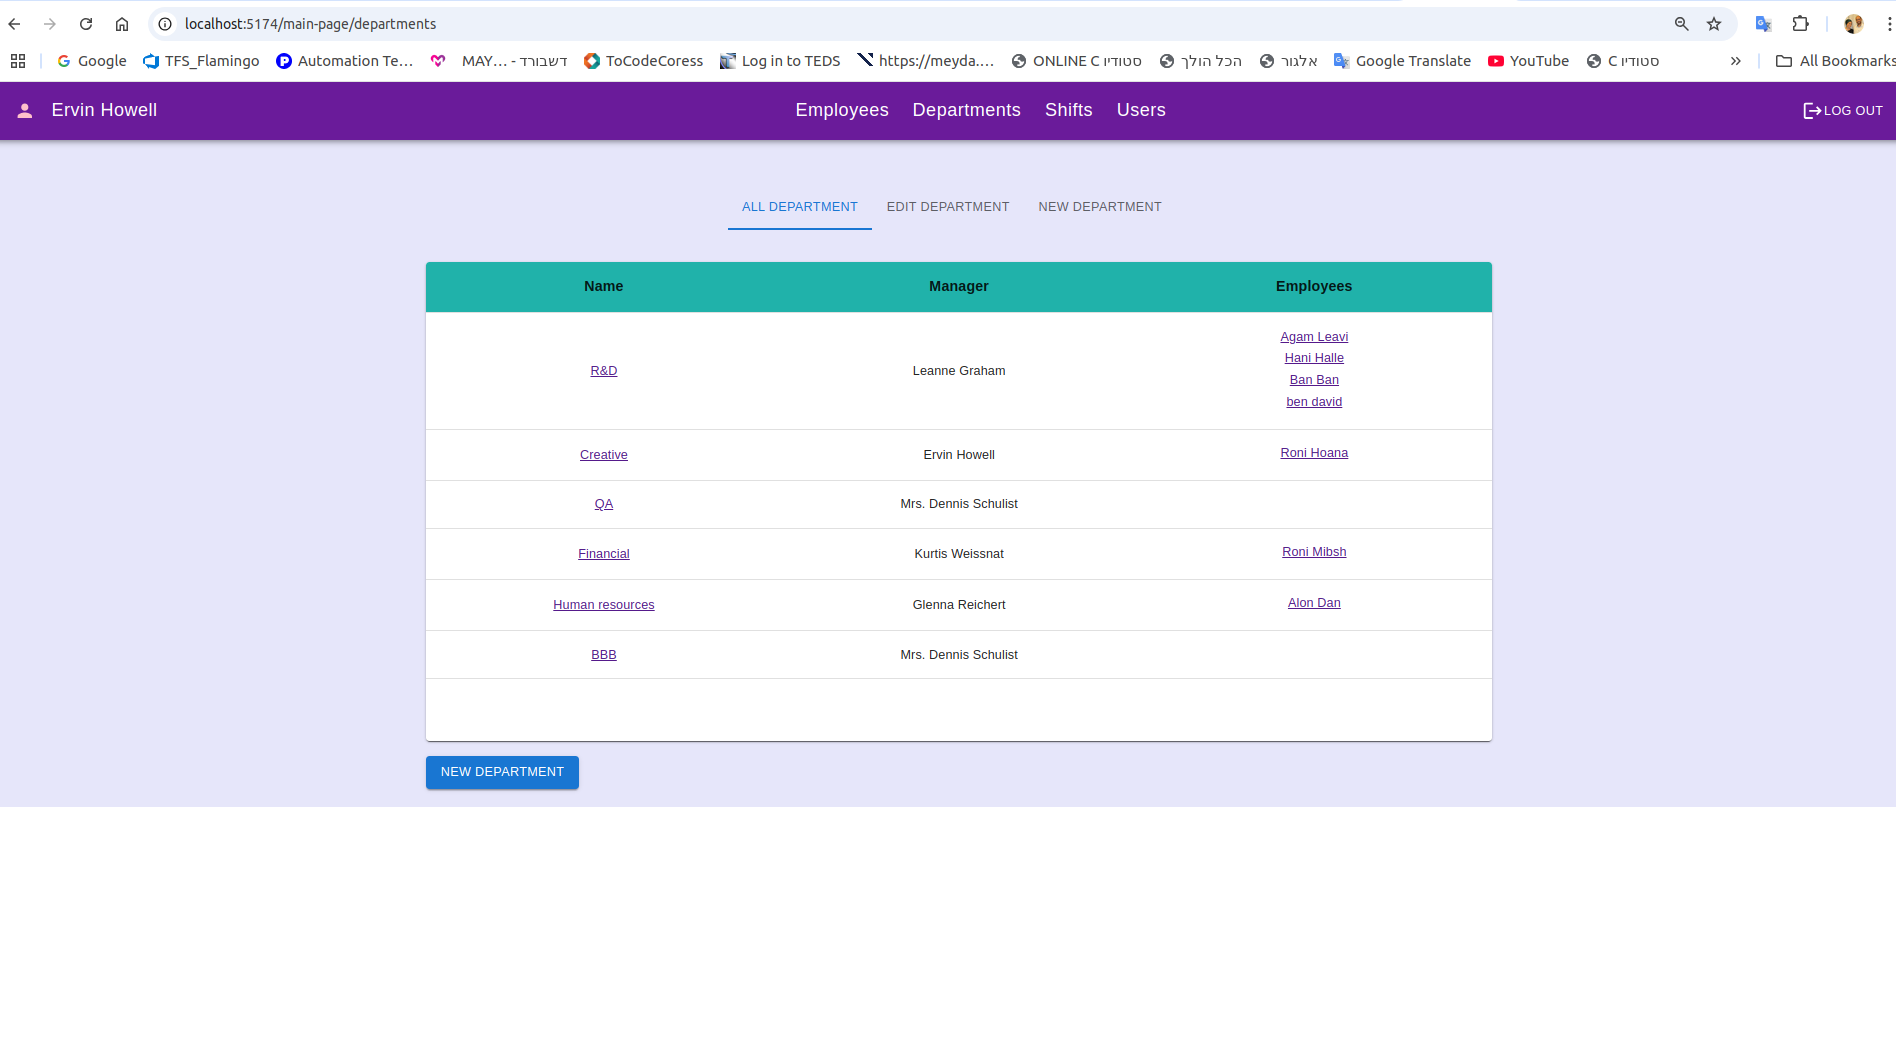 localhost:5174/main-page/departments
Google
TFS_Flamingo
Automation Te...
MAY... - דשבורד
ToCodeCoress
Log in to TEDS
https://meyda....
ONLINE C סטודיו
הכל הולך
אלגור
Google Translate
YouTube
C סטודיו
»
All Bookmarks
Ervin Howell
Employees Departments Shifts Users
LOG OUT
ALL DEPARTMENT EDIT DEPARTMENT NEW DEPARTMENT
Name Manager Employees
R&D Leanne Graham
Agam Leavi
Hani Halle
Ban Ban
ben david
Creative Ervin Howell Roni Hoana
QA Mrs. Dennis Schulist
Financial Kurtis Weissnat Roni Mibsh
Human resources Glenna Reichert Alon Dan
BBB Mrs. Dennis Schulist
NEW DEPARTMENT